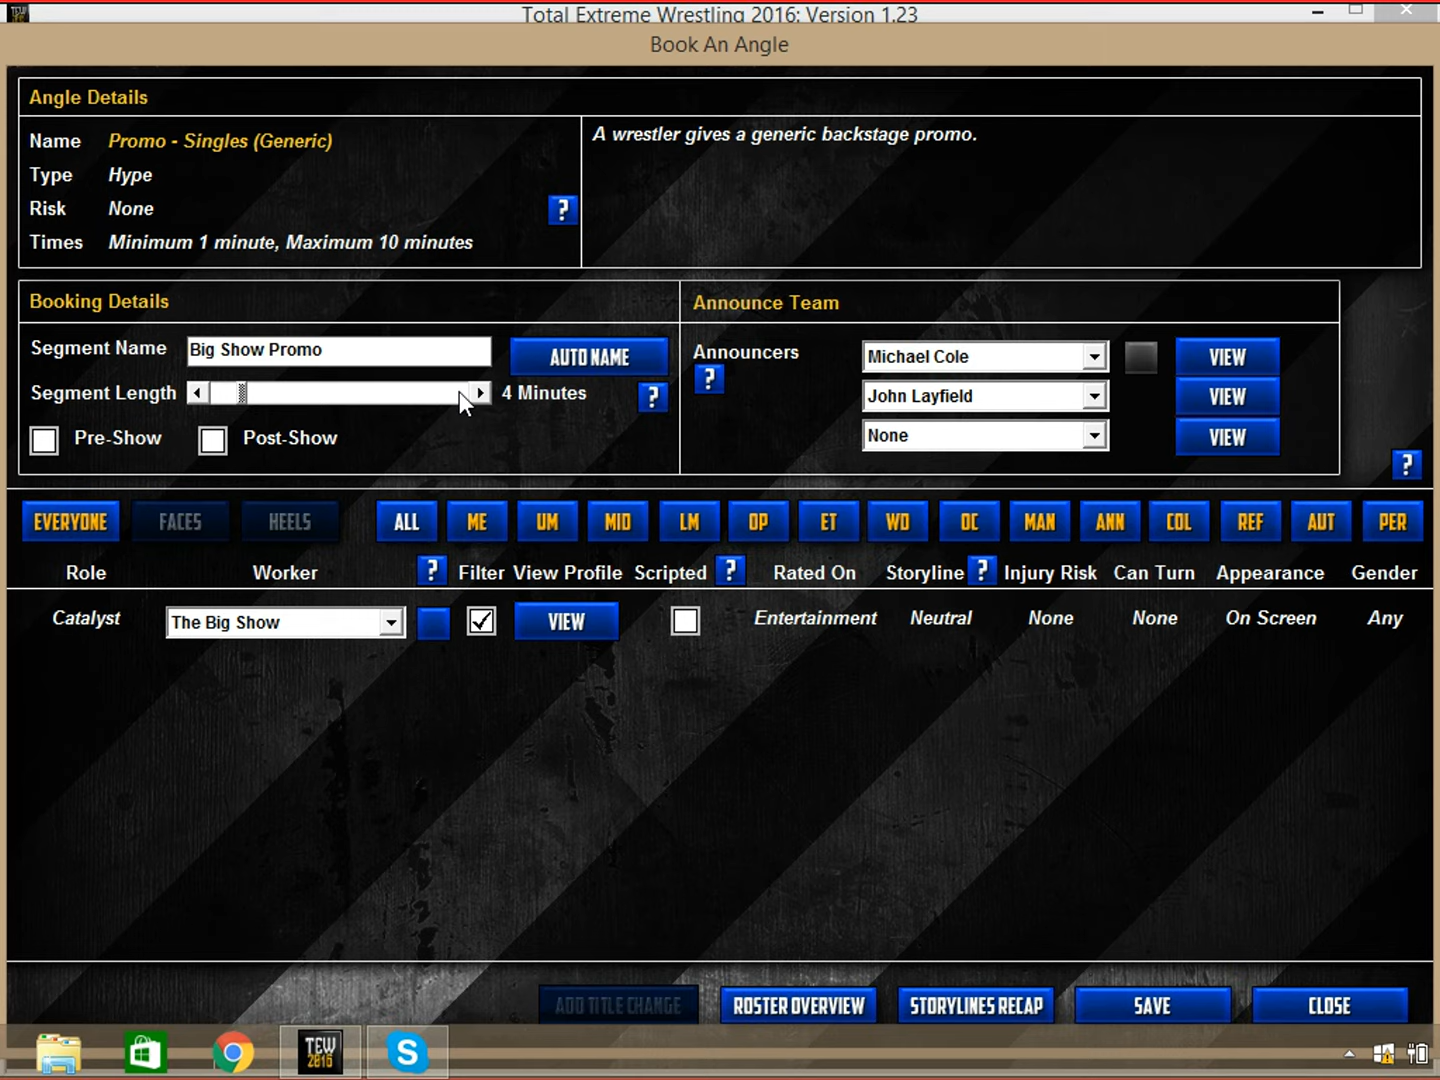 Total Extreme Wrestling 2016: Version 1.23
Book An Angle
Angle Details
Name Promo - Singles (Generic)
Type Hype
Risk None
?
Times Minimum 1 minute, Maximum 10 minutes
A wrestler gives a generic backstage promo.
Booking Details
Segment Name Big Show Promo AUTO NAME
Segment Length 4 Minutes ?
Pre-Show Post-Show
Announce Team
Announcers Michael Cole VIEW
? John Layfield VIEW
None VIEW
?
EVERYONE FACES HEELS ALL ME UM MID LM OP ET WD OC MAN ANN COL REF AUT PER
Role Worker ? Filter View Profile Scripted ? Rated On Storyline ? Injury Risk Can Turn Appearance Gender
Catalyst The Big Show VIEW Entertainment Neutral None None On Screen Any
ADD TITLE CHANGE ROSTER OVERVIEW STORYLINES RECAP SAVE CLOSE
TEW 2016 S